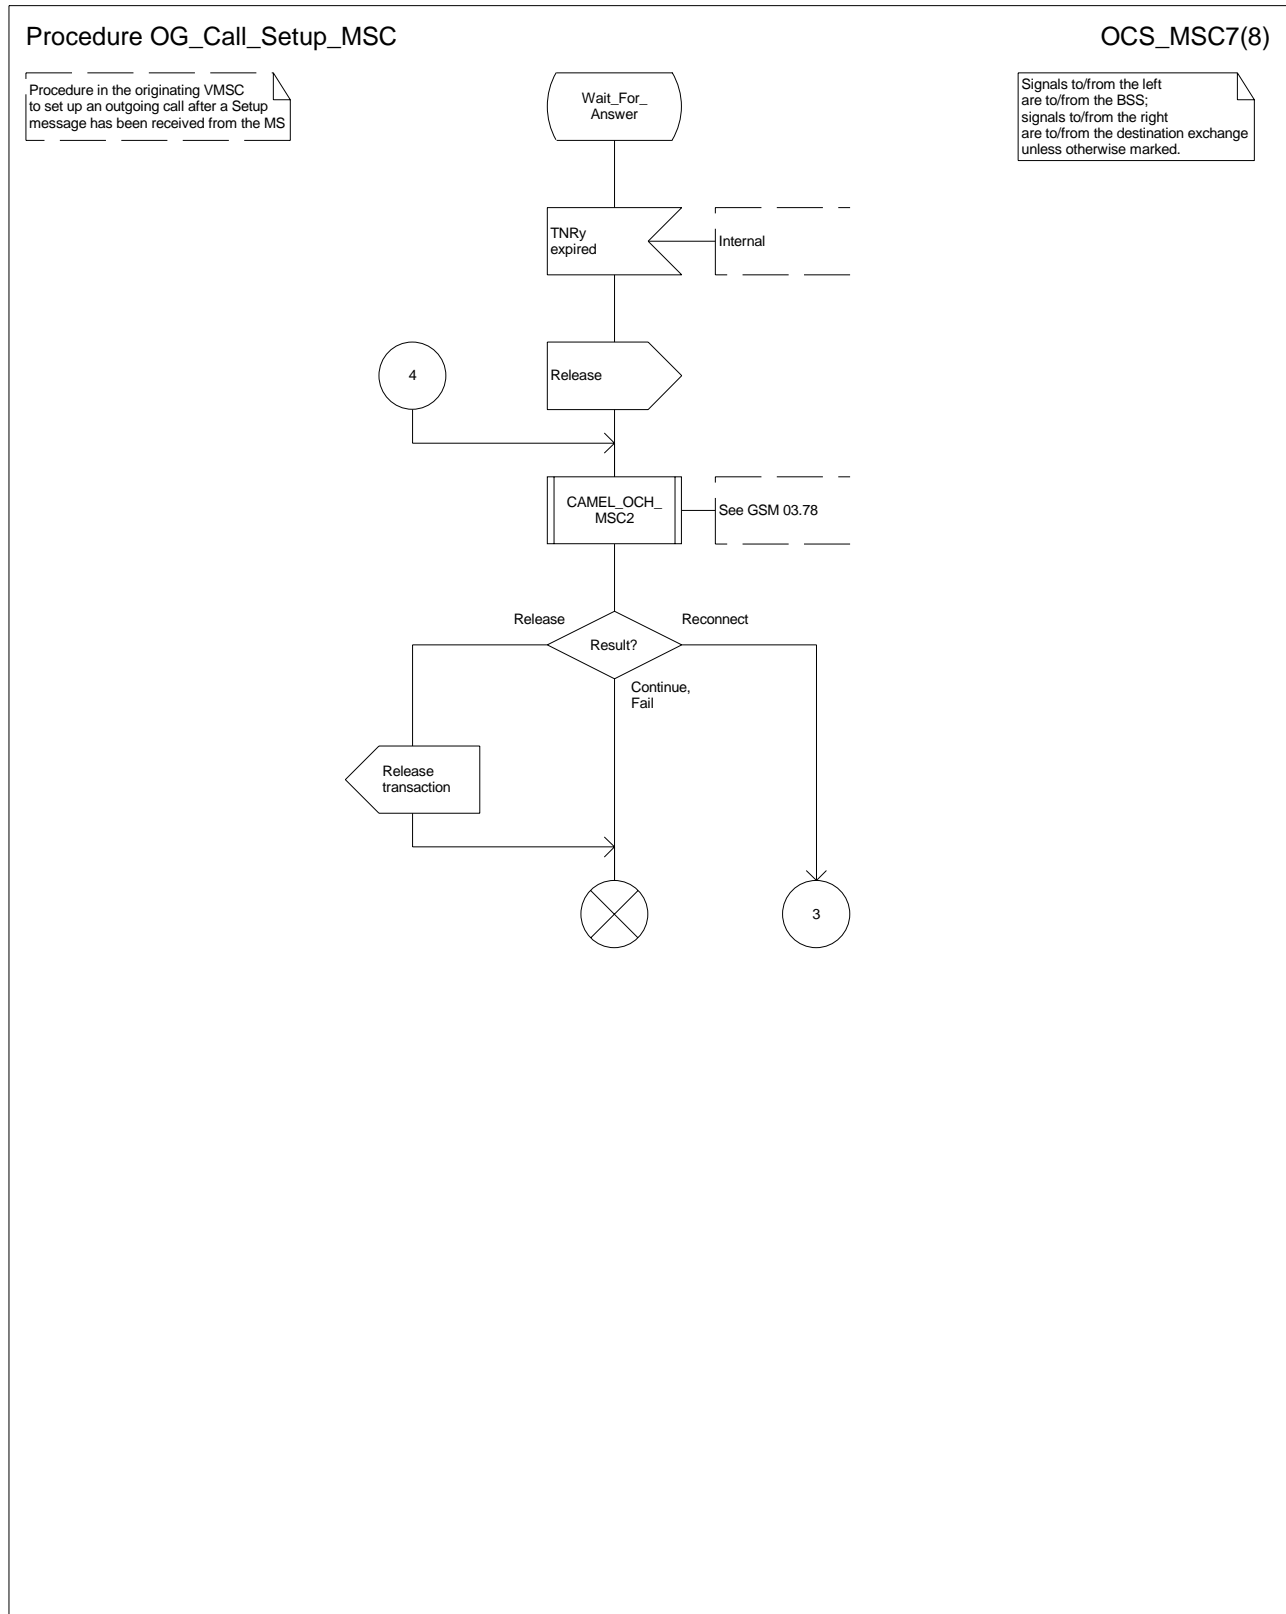 Procedure OG_Call_Setup_MSC
OCS_MSC7(8)
Procedure in the originating VMSC
to set up an outgoing call after a Setup
message has been received from the MS
Wait_For_
Answer
Signals to/from the left
are to/from the BSS;
signals to/from the right
are to/from the destination exchange
unless otherwise marked.
TNRy
expired
Internal
4
Release
CAMEL_OCH_
MSC2
See GSM 03.78
Release
Reconnect
Result?
Continue,
Fail
Release
transaction
3